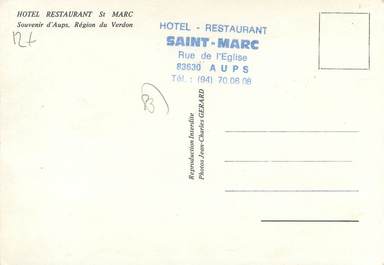 HOTEL RESTAURANT St MARC
Souvenir d'Aups, Région du Verdon
HOTEL - RESTAURANT
SAINT-MARC
Rue de l'Eglise
83630 AUPS
Tél. : (94) 70.06.08
83
Reproduction Interdite
Photos Jean-Charles GERARD